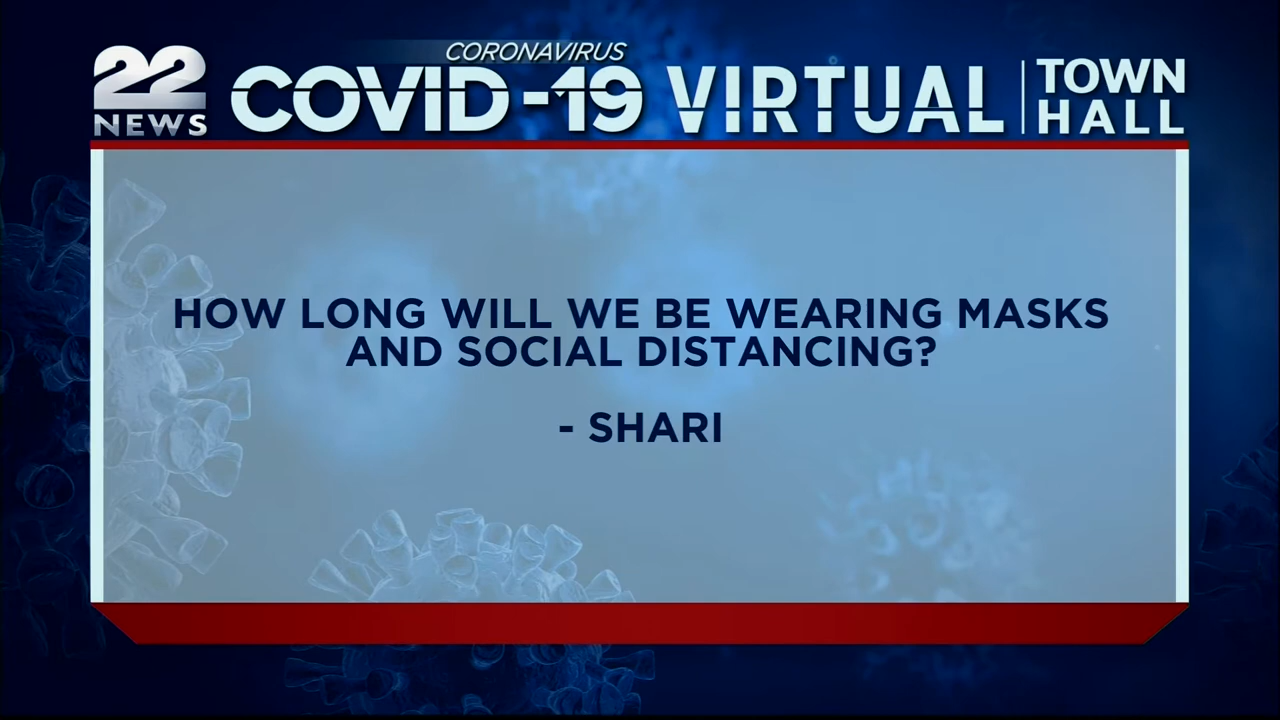 22
NEWS
CORONAVIRUS
COVID-19 VIRTUAL
TOWN
HALL
HOW LONG WILL WE BE WEARING MASKS
AND SOCIAL DISTANCING?
- SHARI